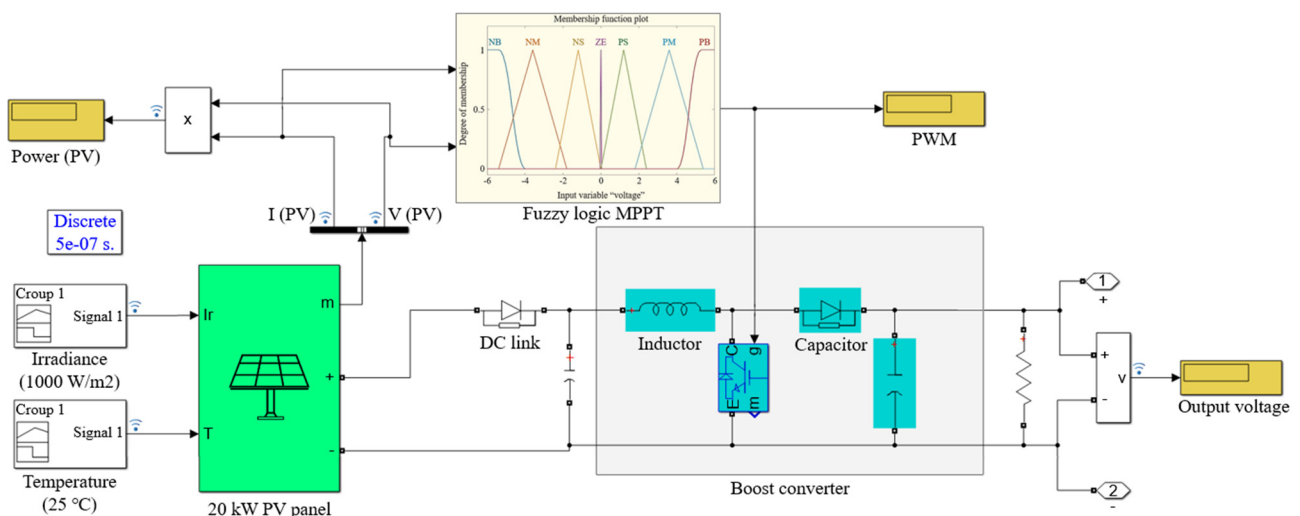 Membership function plot
NB
NM
NS
ZE
PS
PM
PB
Degree of membership
1
0.5
0
-6
-4
-2
0
2
4
6
Input variable “voltage”
Fuzzy logic MPPT
x
Power (PV)
PWM
I (PV)
V (PV)
Discrete
5e-07 s.
Croup 1
Signal 1
Irradiance
(1000 W/m2)
Croup 1
Signal 1
Temperature
(25 °C)
Ir
T
m
+
-
20 kW PV panel
DC link
+
+
Inductor
C
g
E
m
Capacitor
+
Boost converter
+
1
+
+
-
v
Output voltage
2
-